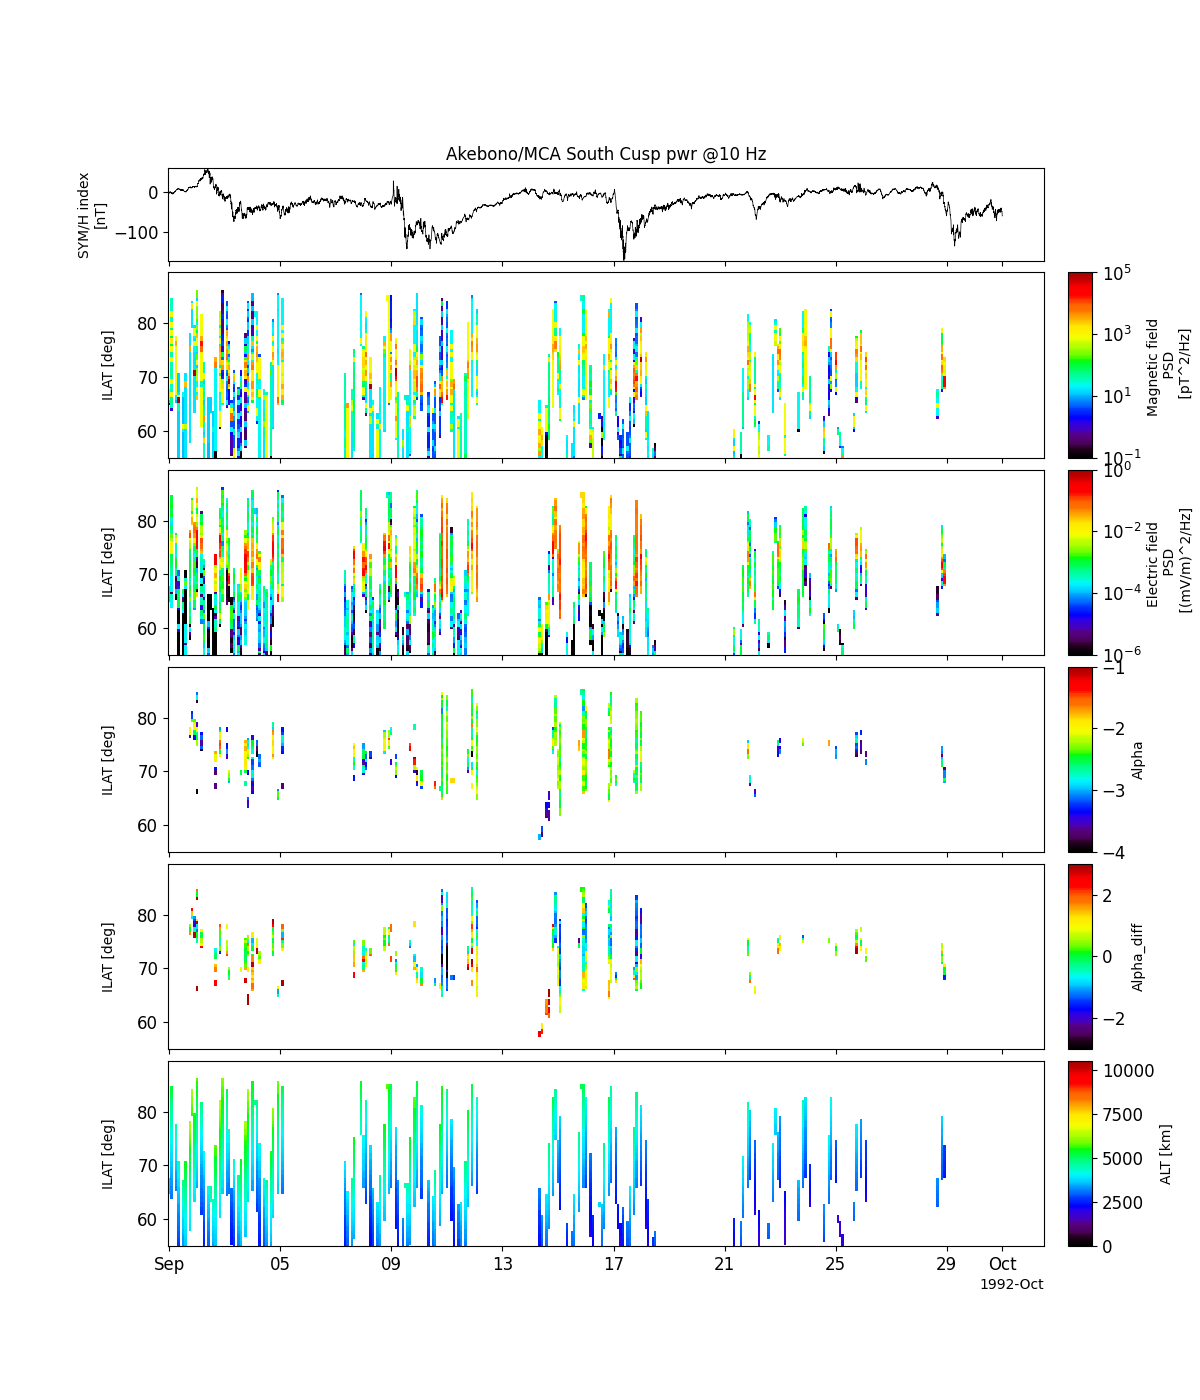 Akebono/MCA South Cusp pwr @10 Hz
SYM/H index
[nT]
0
−100
ILAT [deg]
80
70
60
10^5
10^3
10^1
10^−1
Magnetic field
PSD
[pT^2/Hz]
ILAT [deg]
80
70
60
10^0
10^−2
10^−4
10^−6
Electric field
PSD
[(mV/m)^2/Hz]
ILAT [deg]
80
70
60
−1
−2
−3
−4
Alpha
ILAT [deg]
80
70
60
2
0
−2
Alpha_diff
ILAT [deg]
80
70
60
10000
7500
5000
2500
0
ALT [km]
Sep 05 09 13 17 21 25 29 Oct
1992-Oct